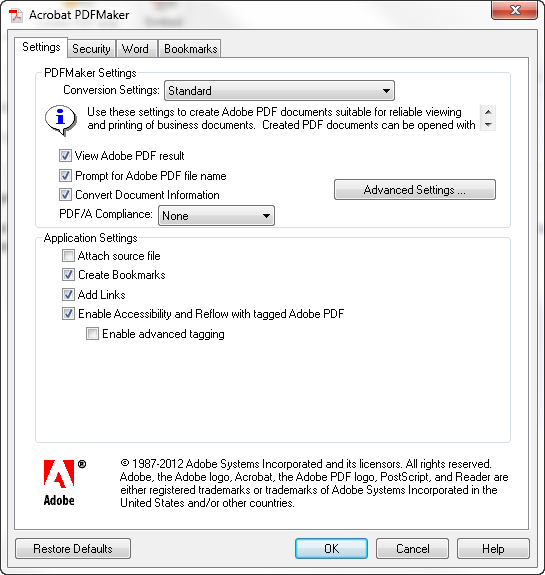 Acrobat PDFMaker
Settings Security Word Bookmarks
PDFMaker Settings
Conversion Settings: Standard
Use these settings to create Adobe PDF documents suitable for reliable viewing
and printing of business documents. Created PDF documents can be opened with
View Adobe PDF result
Prompt for Adobe PDF file name
Convert Document Information
Advanced Settings ...
PDF/A Compliance: None
Application Settings
Attach source file
Create Bookmarks
Add Links
Enable Accessibility and Reflow with tagged Adobe PDF
Enable advanced tagging
Adobe
®
© 1987-2012 Adobe Systems Incorporated and its licensors. All rights reserved.
Adobe, the Adobe logo, Acrobat, the Adobe PDF logo, PostScript, and Reader are
either registered trademarks or trademarks of Adobe Systems Incorporated in the
United States and/or other countries.
Restore Defaults OK Cancel Help